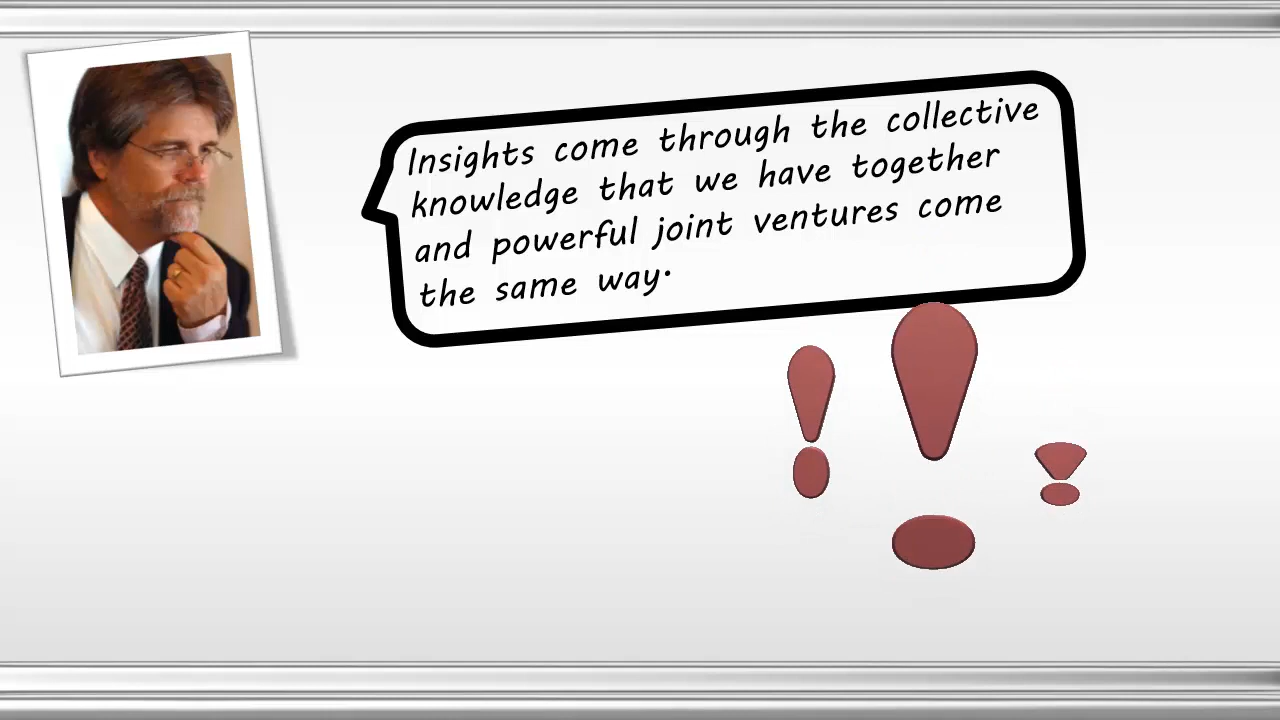 Insights come through the collective
knowledge that we have together
and powerful joint ventures come
the same way.